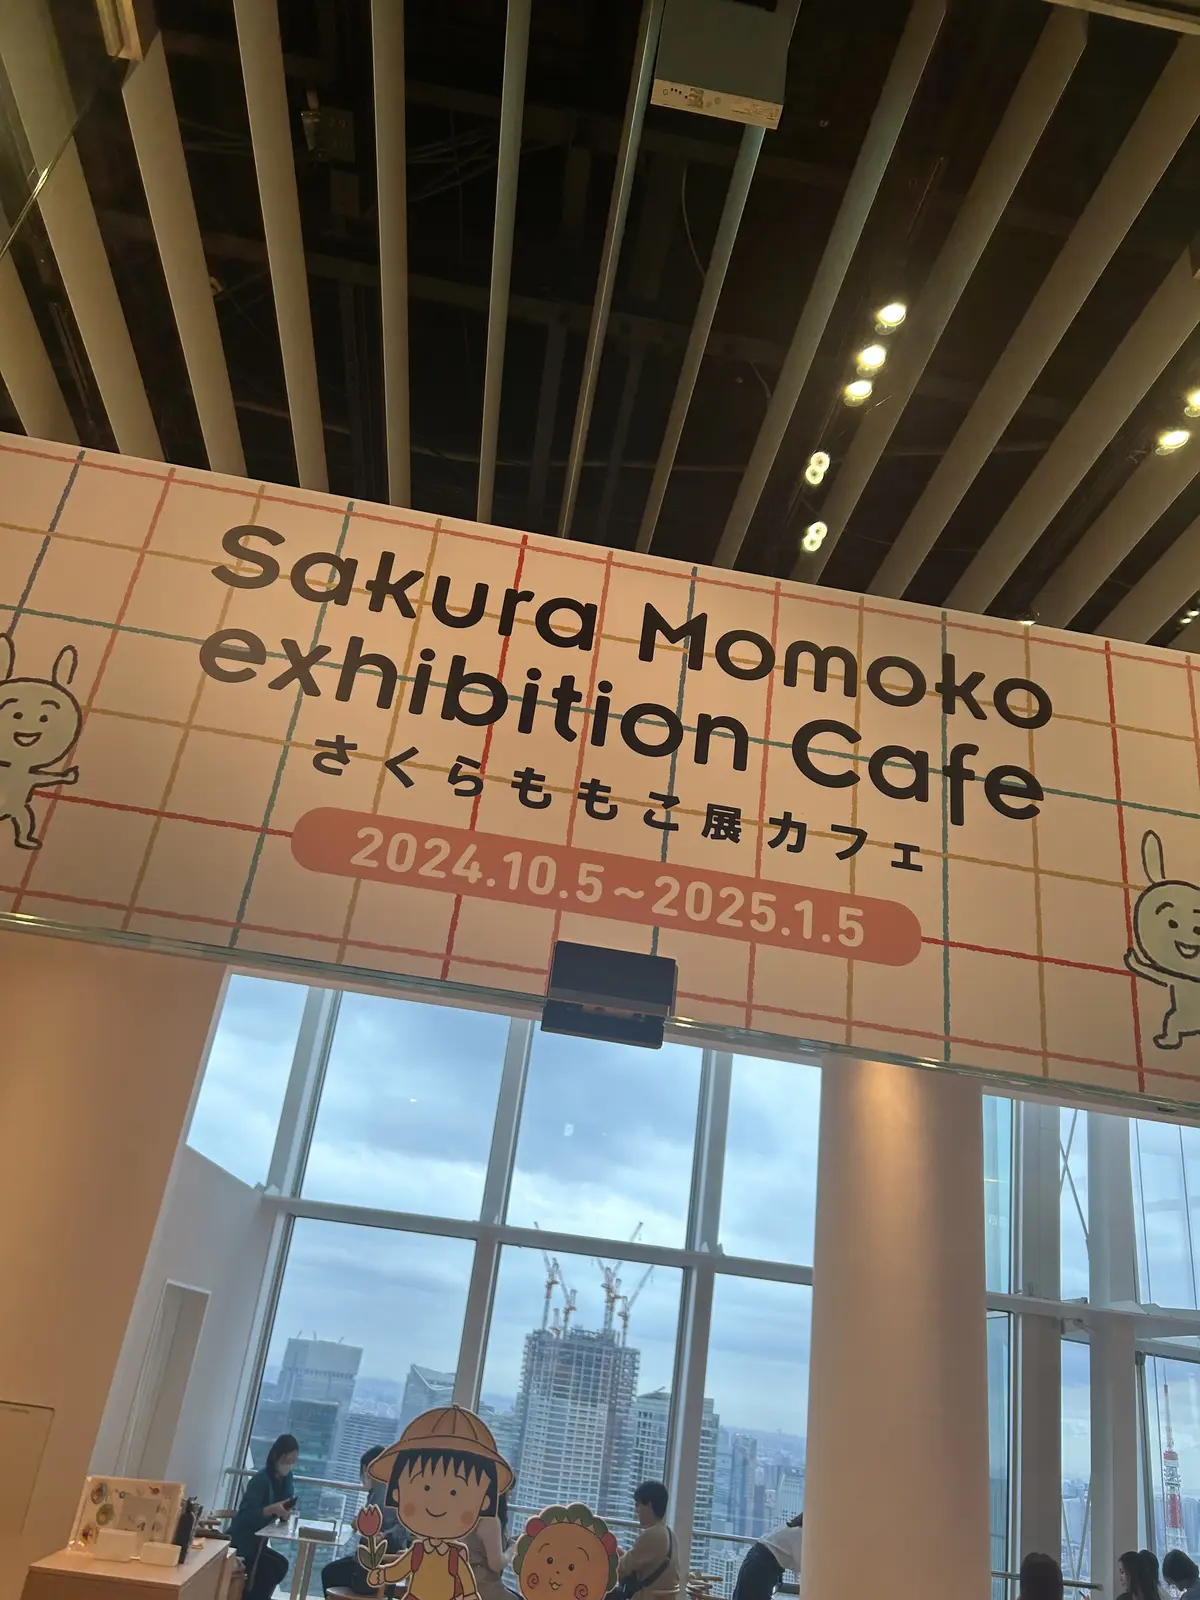 Sakura Momoko
exhibition Cafe
さくらももこ展カフェ
2024.10.5~2025.1.5